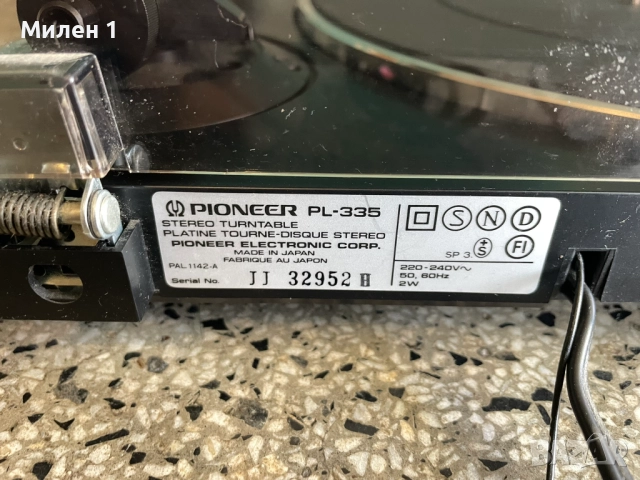 Милен 1
PIONEER PL-335
STEREO TURNTABLE
PLATINE TOURNE-DISQUE STEREO
PIONEER ELECTRONIC CORP.
MADE IN JAPAN
FABRIQUE AU JAPON
PAL 1142-A
Serial No. JJ 32952 H
S N D
SP 3. ±S FI
220-240V~
50, 60Hz
2W
BAZAR